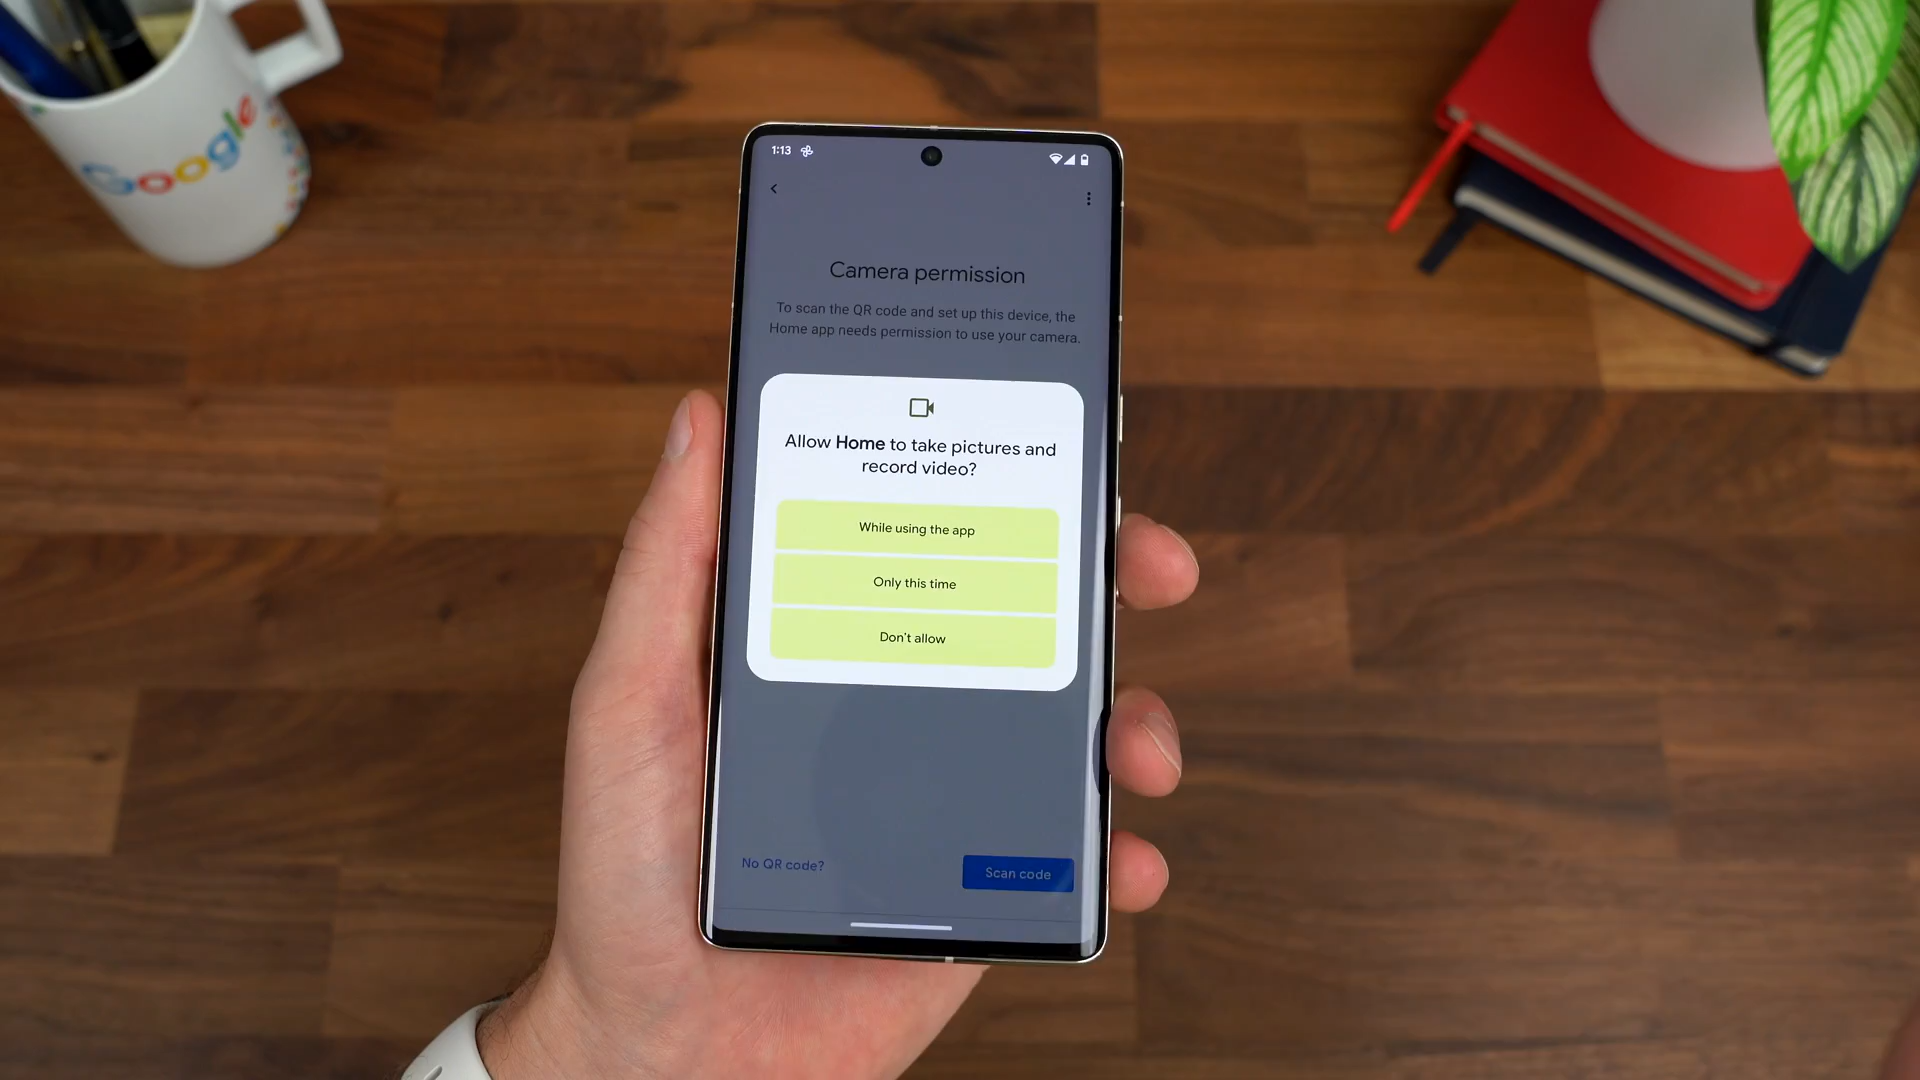 Google
1:13
Camera permission
To scan the QR code and set up this device, the
Home app needs permission to use your camera.
Allow Home to take pictures and
record video?
While using the app
Only this time
Don't allow
No QR code?
Scan code